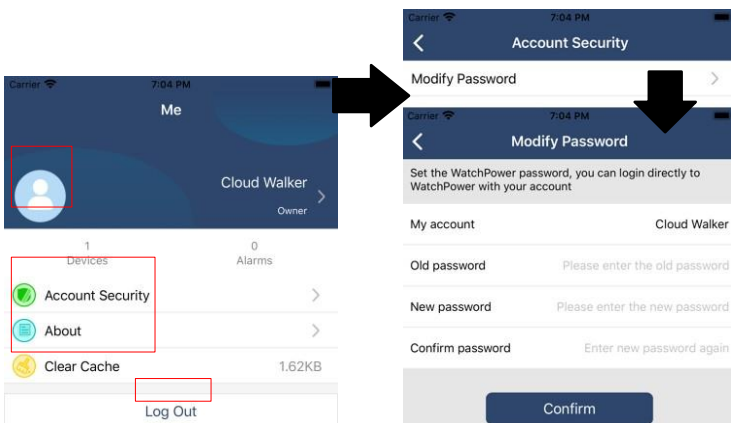 Carrier 7:04 PM
Me
Cloud Walker
Owner
1
Devices
0
Alarms
Account Security
About
Clear Cache 1.62KB
Log Out
Carrier 7:04 PM
Account Security
Modify Password
Carrier 7:04 PM
Modify Password
Set the WatchPower password, you can login directly to
WatchPower with your account
My account Cloud Walker
Old password Please enter the old password
New password Please enter the new password
Confirm password Enter new password again
Confirm